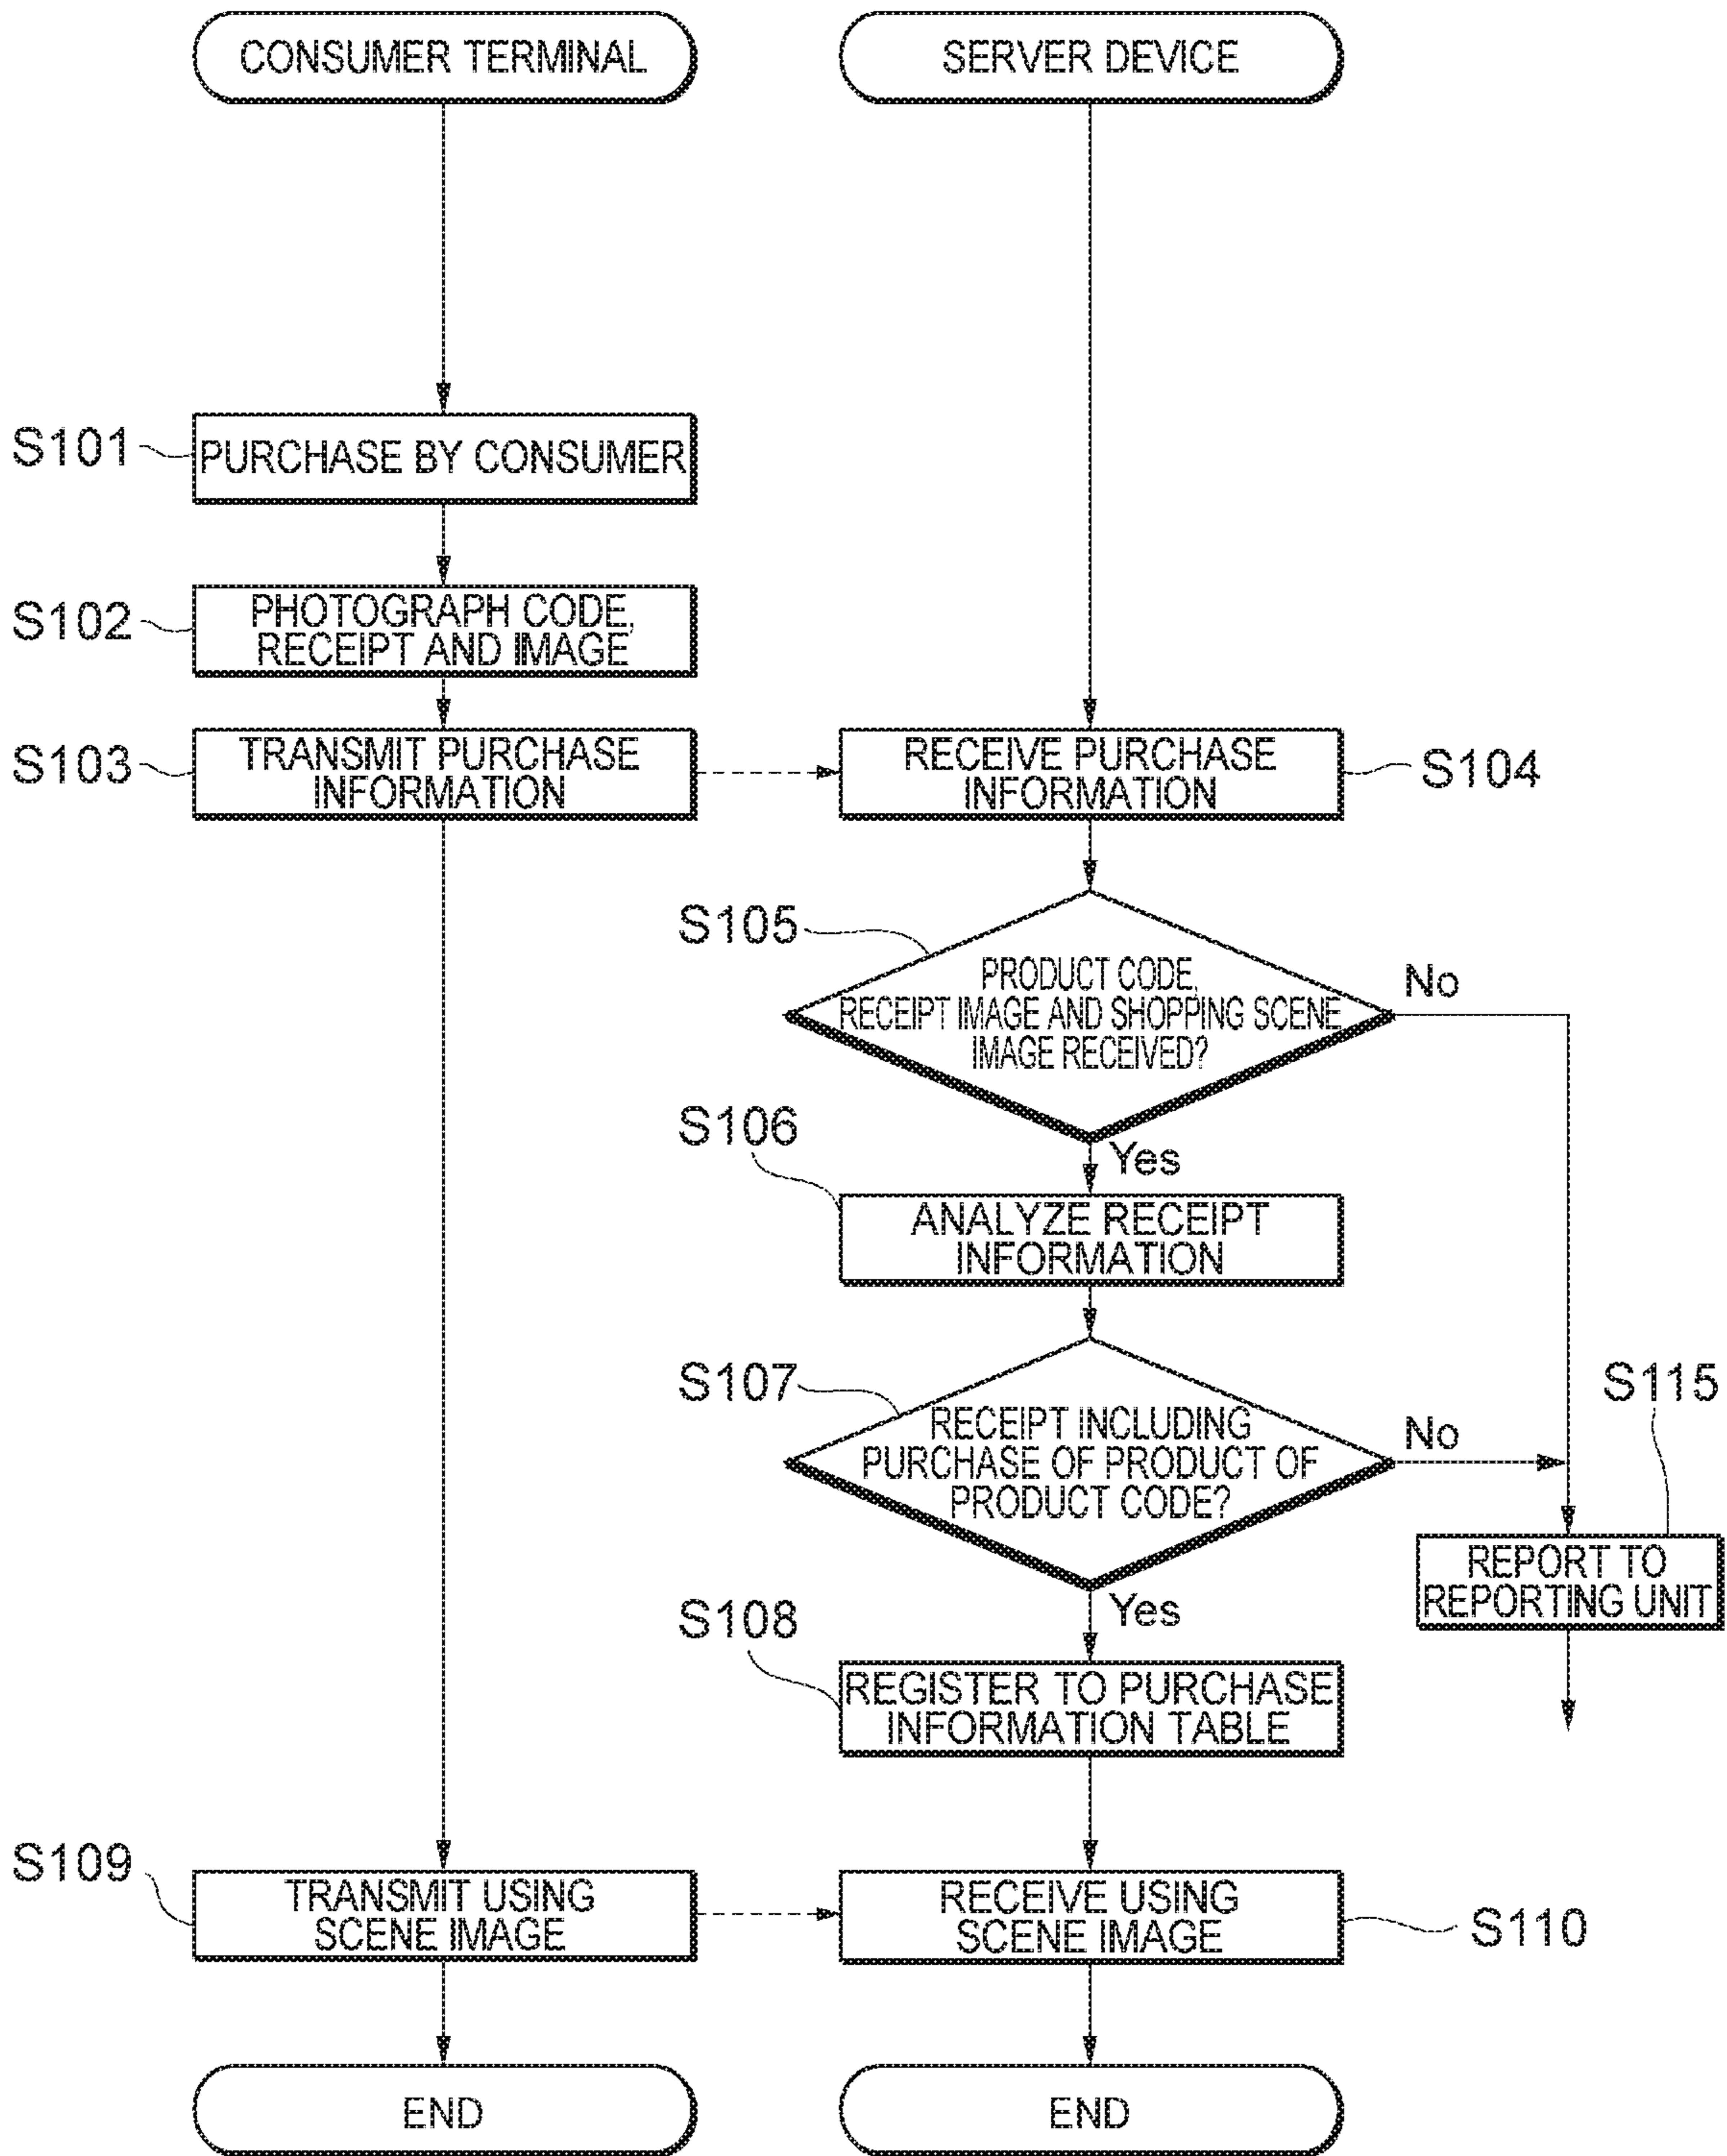 CONSUMER TERMINAL
SERVER DEVICE
S101
PURCHASE BY CONSUMER
S102
PHOTOGRAPH CODE,
RECEIPT AND IMAGE
S103
TRANSMIT PURCHASE
INFORMATION
RECEIVE PURCHASE
INFORMATION
S104
S105
PRODUCT CODE,
RECEIPT IMAGE AND SHOPPING SCENE
IMAGE RECEIVED?
No
Yes
S106
ANALYZE RECEIPT
INFORMATION
S107
RECEIPT INCLUDING
PURCHASE OF PRODUCT OF
PRODUCT CODE?
No
Yes
S115
REPORT TO
REPORTING UNIT
S108
REGISTER TO PURCHASE
INFORMATION TABLE
S109
TRANSMIT USING
SCENE IMAGE
RECEIVE USING
SCENE IMAGE
S110
END
END